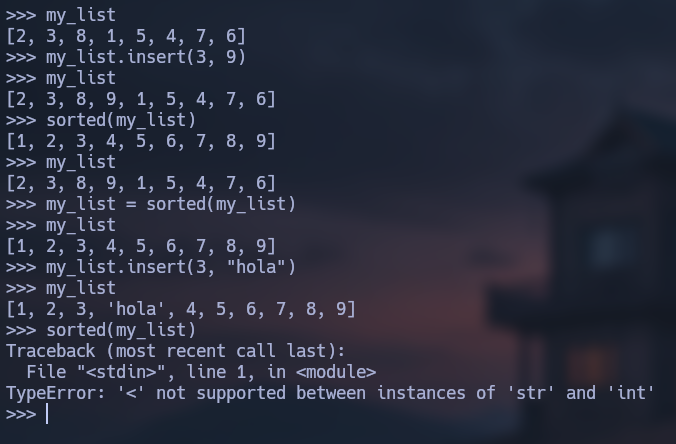 >>> my_list
[2, 3, 8, 1, 5, 4, 7, 6]
>>> my_list.insert(3, 9)
>>> my_list
[2, 3, 8, 9, 1, 5, 4, 7, 6]
>>> sorted(my_list)
[1, 2, 3, 4, 5, 6, 7, 8, 9]
>>> my_list
[2, 3, 8, 9, 1, 5, 4, 7, 6]
>>> my_list = sorted(my_list)
>>> my_list
[1, 2, 3, 4, 5, 6, 7, 8, 9]
>>> my_list.insert(3, "hola")
>>> my_list
[1, 2, 3, 'hola', 4, 5, 6, 7, 8, 9]
>>> sorted(my_list)
Traceback (most recent call last):
  File "<stdin>", line 1, in <module>
TypeError: '<' not supported between instances of 'str' and 'int'
>>>